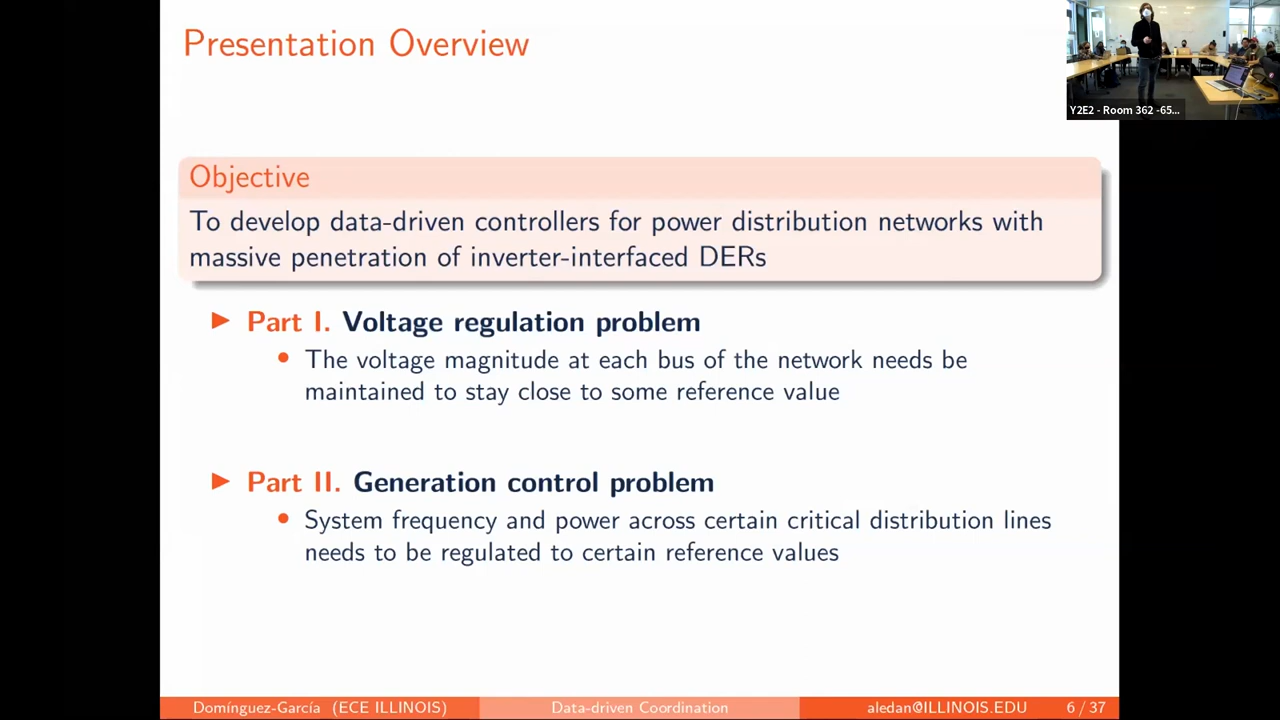 Presentation Overview
Y2E2 - Room 362 -65...
Objective
To develop data-driven controllers for power distribution networks with
massive penetration of inverter-interfaced DERs
▶ Part I. Voltage regulation problem
• The voltage magnitude at each bus of the network needs be
maintained to stay close to some reference value
▶ Part II. Generation control problem
• System frequency and power across certain critical distribution lines
needs to be regulated to certain reference values
Domínguez-García (ECE ILLINOIS) Data-driven Coordination aledan@ILLINOIS.EDU 6 / 37